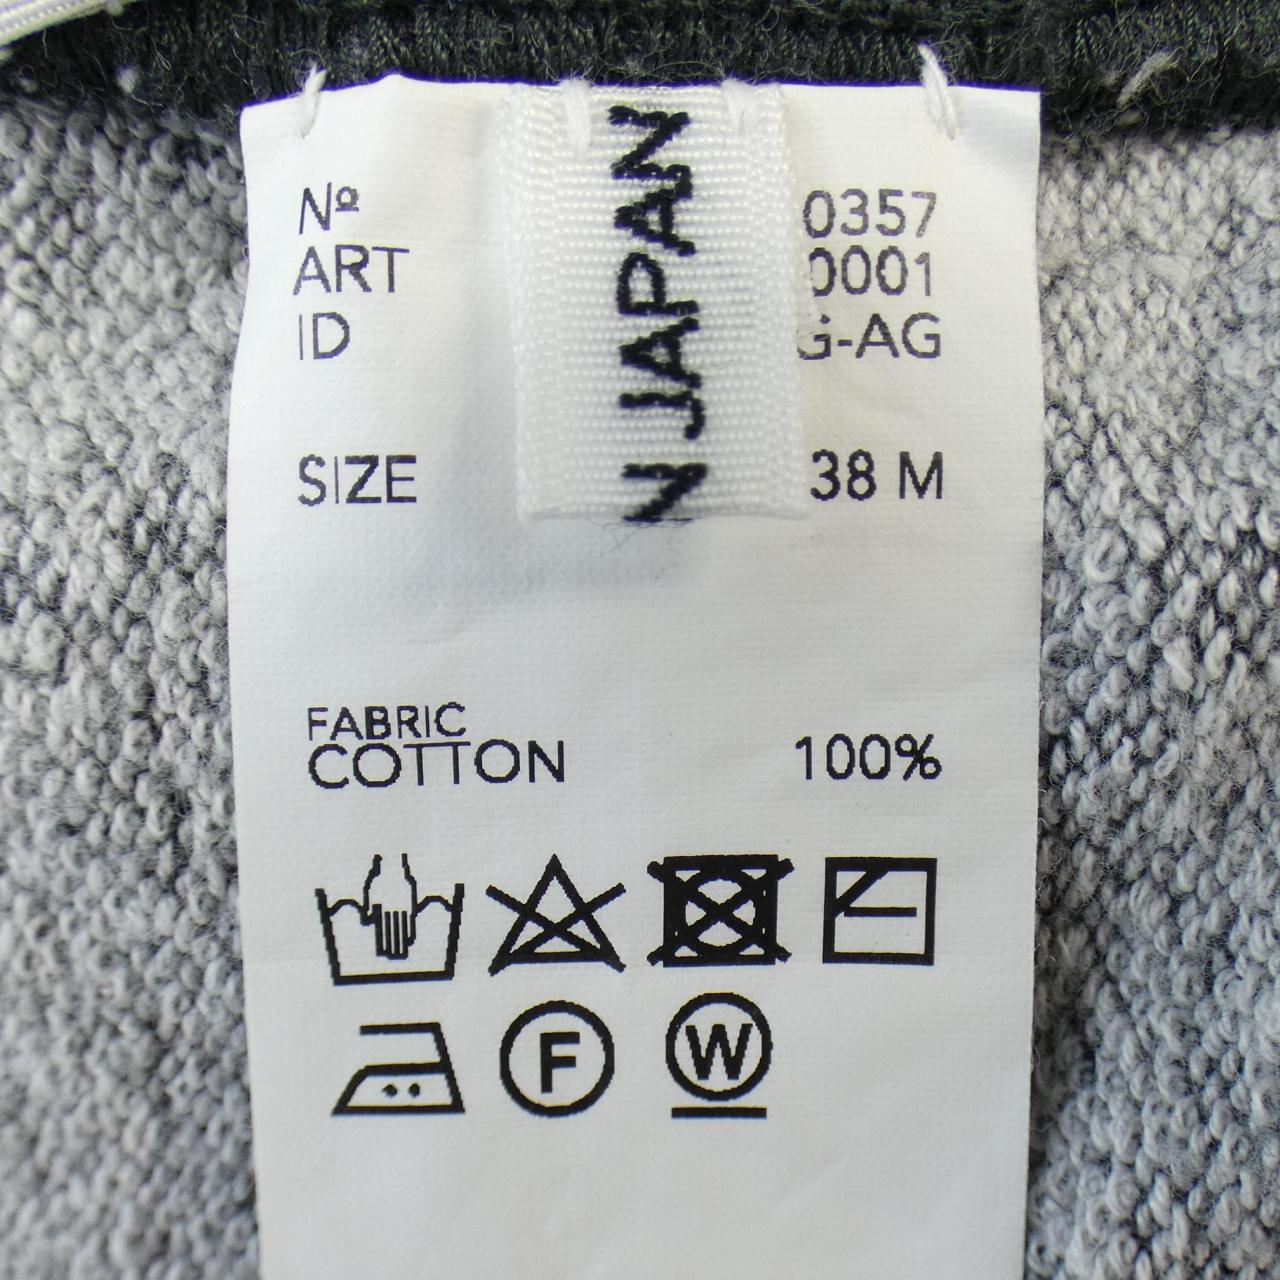 Nº 0357
ART 0001
ID G-AG
SIZE 38 M
N JAPAN
FABRIC
COTTON 100%
F W